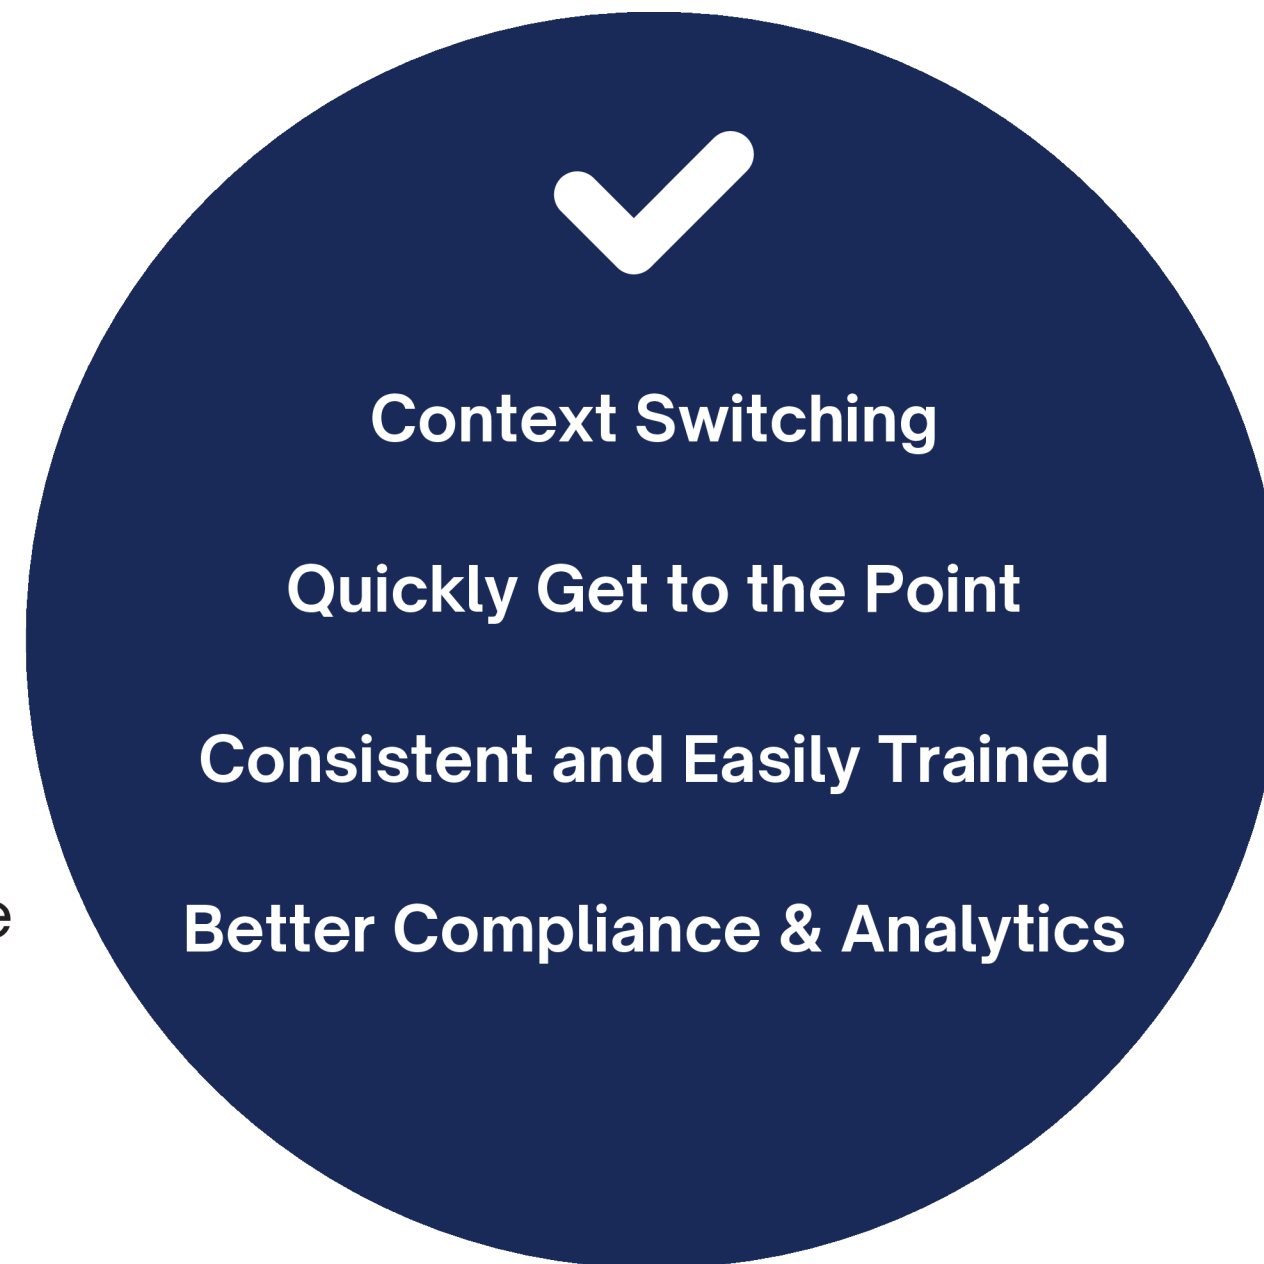 Context Switching
Quickly Get to the Point
Consistent and Easily Trained
Better Compliance & Analytics